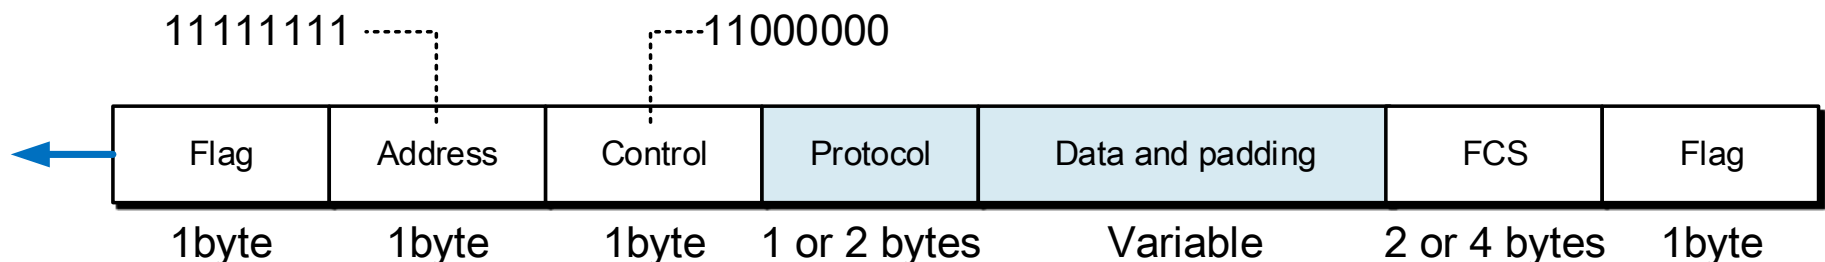 11111111 11000000
Flag Address Control Protocol Data and padding FCS Flag
1byte 1byte 1byte 1 or 2 bytes Variable 2 or 4 bytes 1byte